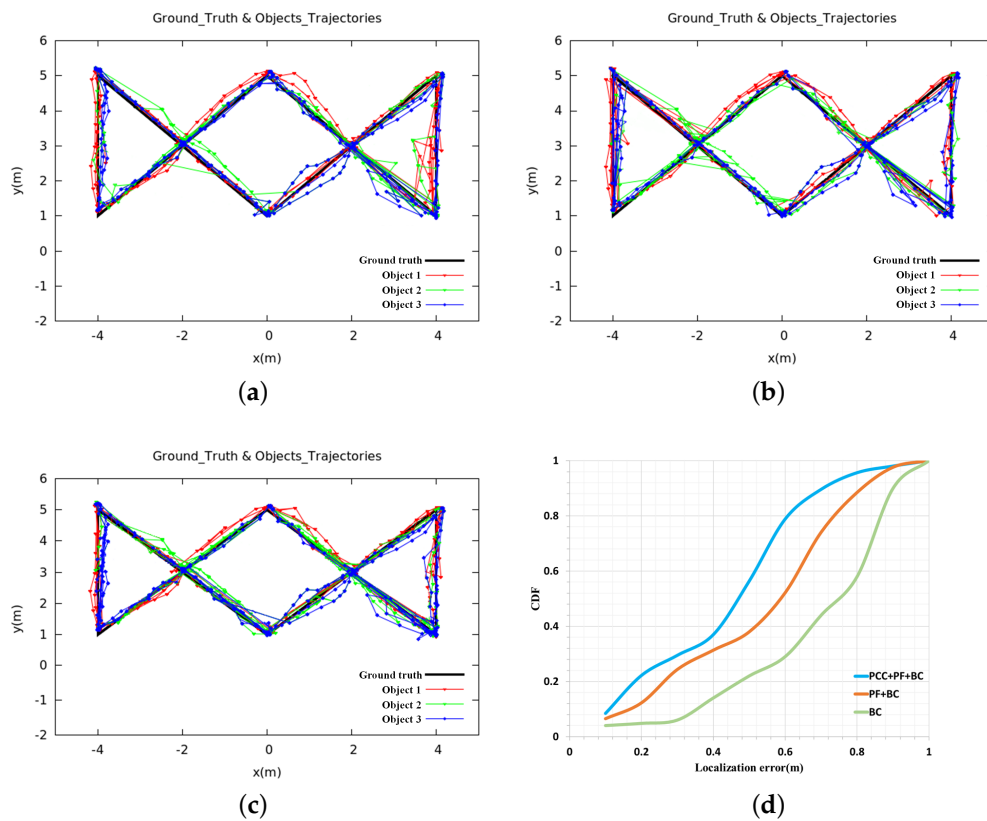 Ground_Truth & Objects_Trajectories
6
5
4
3
2
1
0
-1
-2
y(m)
-4
-2
0
2
4
x(m)
Ground truth
Object 1
Object 2
Object 3
(a)
Ground_Truth & Objects_Trajectories
6
5
4
3
2
1
0
-1
-2
y(m)
-4
-2
0
2
4
x(m)
Ground truth
Object 1
Object 2
Object 3
(b)
Ground_Truth & Objects_Trajectories
6
5
4
3
2
1
0
-1
-2
y(m)
-4
-2
0
2
4
x(m)
Ground truth
Object 1
Object 2
Object 3
(c)
1
0.8
0.6
0.4
0.2
0
CDF
0
0.2
0.4
0.6
0.8
1
Localization error(m)
PCC+PF+BC
PF+BC
BC
(d)